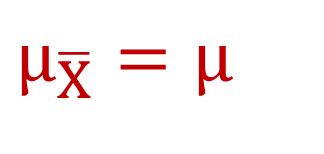 μx̅ = μ